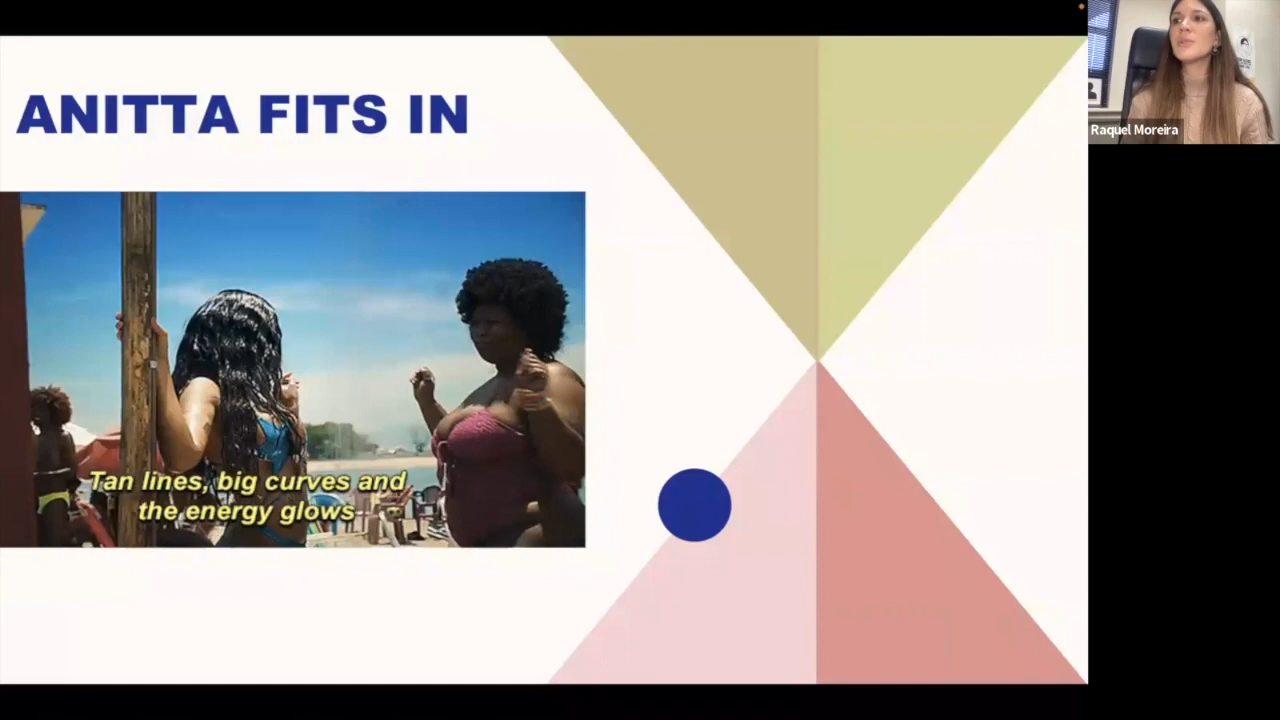 ANITTA FITS IN
Tan lines, big curves and
the energy glows
Raquel Moreira